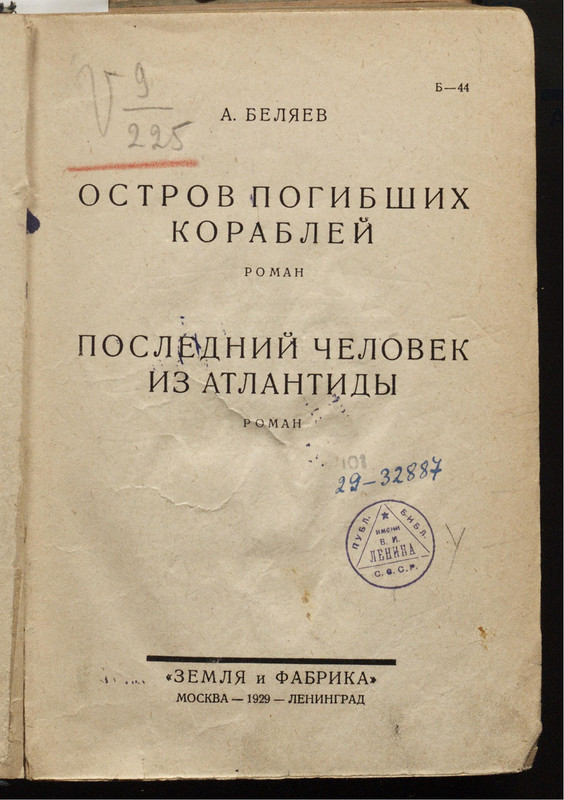 Б—44
V 9
225
А. БЕЛЯЕВ
ОСТРОВ ПОГИБШИХ
КОРАБЛЕЙ
РОМАН
ПОСЛЕДНИЙ ЧЕЛОВЕК
ИЗ АТЛАНТИДЫ
РОМАН
101
29-32887
ПУБЛ. БИБЛ.
ИМЕНИ
В. И.
ЛЕНИНА
С.С.С.Р.
«ЗЕМЛЯ и ФАБРИКА»
МОСКВА — 1929 — ЛЕНИНГРАД